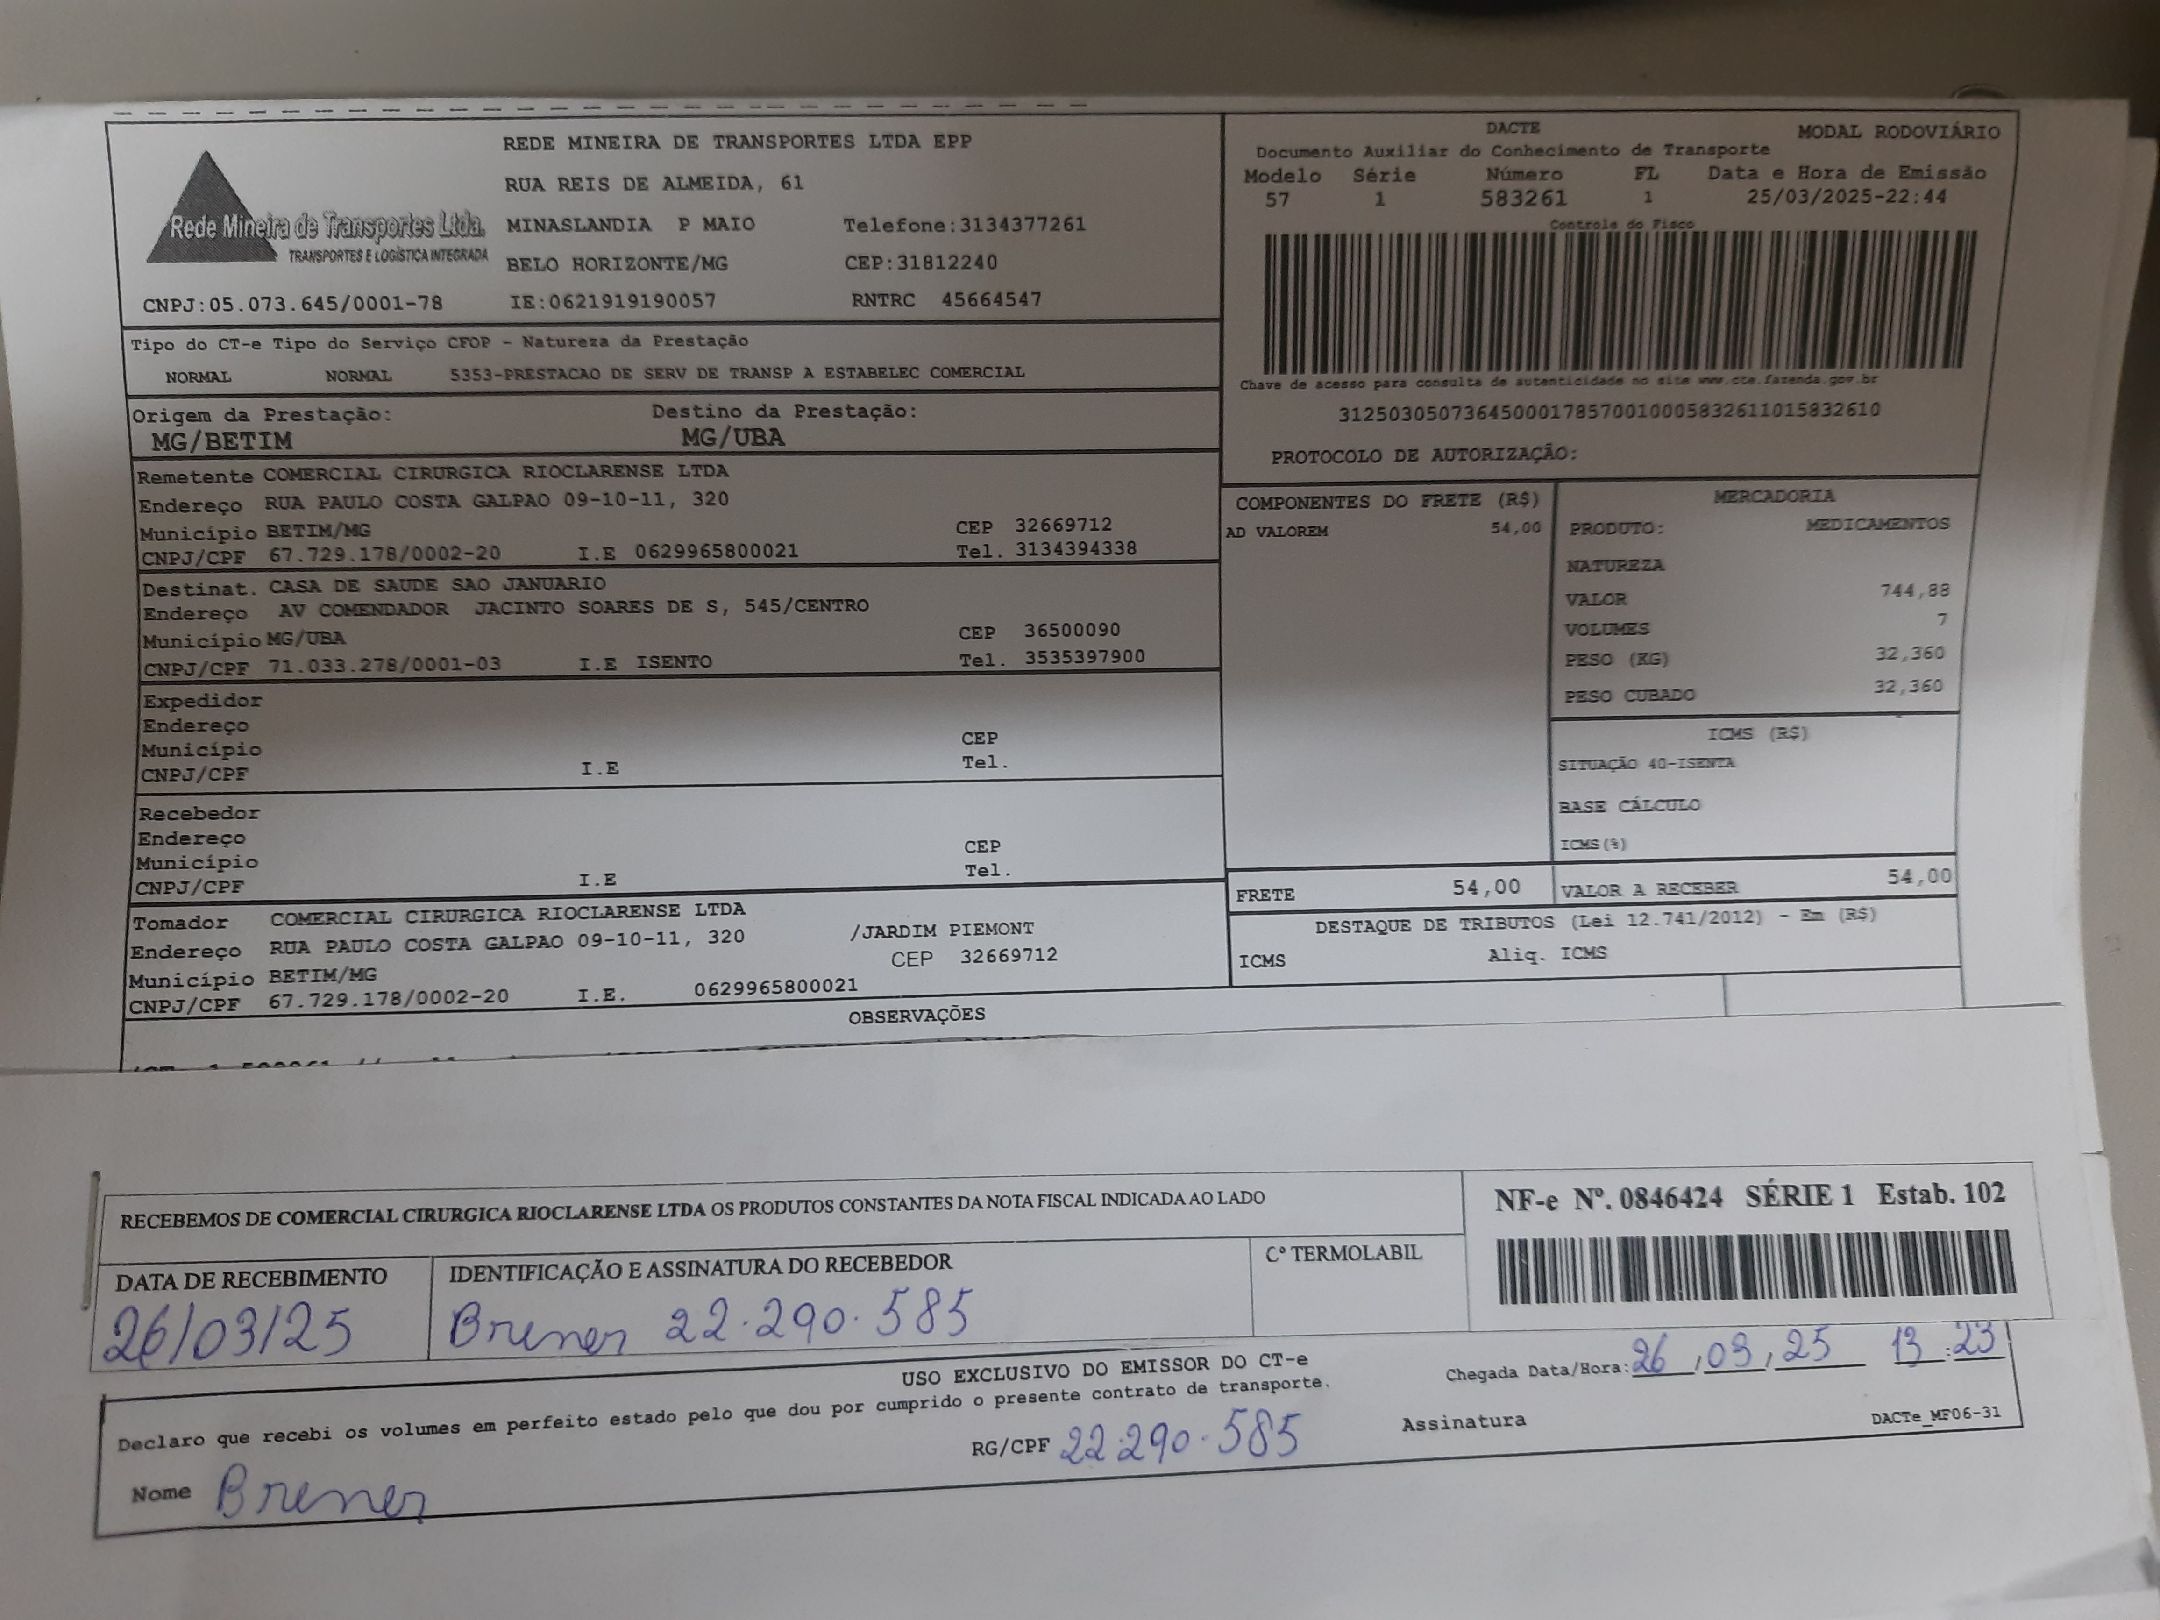 REDE MINEIRA DE TRANSPORTES LTDA EPP
RUA REIS DE ALMEIDA, 61
Rede Mineira de Transportes Ltda.
TRANSPORTES E LOGÍSTICA INTEGRADA
MINASLANDIA P MAIO Telefone:3134377261
BELO HORIZONTE/MG CEP:31812240
CNPJ:05.073.645/0001-78 IE:0621919190057 RNTRC 45664547
DACTE MODAL RODOVIÁRIO
Documento Auxiliar do Conhecimento de Transporte
Modelo Série Número FL Data e Hora de Emissão
57 1 583261 1 25/03/2025-22:44
Controle do Fisco
Chave de acesso para consulta de autenticidade no site www.cte.fazenda.gov.br
31250305073645000178570010005832611015832610
PROTOCOLO DE AUTORIZAÇÃO:
Tipo do CT-e Tipo do Serviço CFOP - Natureza da Prestação
NORMAL NORMAL 5353-PRESTACAO DE SERV DE TRANSP A ESTABELEC COMERCIAL
Origem da Prestação: Destino da Prestação:
MG/BETIM MG/UBA
Remetente COMERCIAL CIRURGICA RIOCLARENSE LTDA
Endereço RUA PAULO COSTA GALPAO 09-10-11, 320
Município BETIM/MG CEP 32669712
CNPJ/CPF 67.729.178/0002-20 I.E 0629965800021 Tel. 3134394338
Destinat. CASA DE SAUDE SAO JANUARIO
Endereço AV COMENDADOR JACINTO SOARES DE S, 545/CENTRO
Município MG/UBA CEP 36500090
CNPJ/CPF 71.033.278/0001-03 I.E ISENTO Tel. 3535397900
Expedidor
Endereço
Município CEP
CNPJ/CPF I.E Tel.
Recebedor
Endereço
Município CEP
CNPJ/CPF I.E Tel.
Tomador COMERCIAL CIRURGICA RIOCLARENSE LTDA
Endereço RUA PAULO COSTA GALPAO 09-10-11, 320 /JARDIM PIEMONT
Município BETIM/MG CEP 32669712
CNPJ/CPF 67.729.178/0002-20 I.E. 0629965800021
COMPONENTES DO FRETE (R$)
AD VALOREM 54,00
MERCADORIA
PRODUTO: MEDICAMENTOS
NATUREZA
VALOR 744,88
VOLUMES 7
PESO (KG) 32,360
PESO CUBADO 32,360
ICMS (R$)
SITUAÇÃO 40-ISENTA
BASE CÁLCULO
ICMS(%)
FRETE 54,00 VALOR A RECEBER 54,00
DESTAQUE DE TRIBUTOS (Lei 12.741/2012) - Em (R$)
ICMS Aliq. ICMS
OBSERVAÇÕES
RECEBEMOS DE COMERCIAL CIRURGICA RIOCLARENSE LTDA OS PRODUTOS CONSTANTES DA NOTA FISCAL INDICADA AO LADO
NF-e Nº. 0846424 SÉRIE 1 Estab. 102
DATA DE RECEBIMENTO IDENTIFICAÇÃO E ASSINATURA DO RECEBEDOR Cº TERMOLABIL
26/03/25 Brener 22.290.585
USO EXCLUSIVO DO EMISSOR DO CT-e
Chegada Data/Hora: 26/03/25 13:23
Declaro que recebi os volumes em perfeito estado pelo que dou por cumprido o presente contrato de transporte.
Nome Brener RG/CPF 22.290.585 Assinatura DACTe_MF06-31